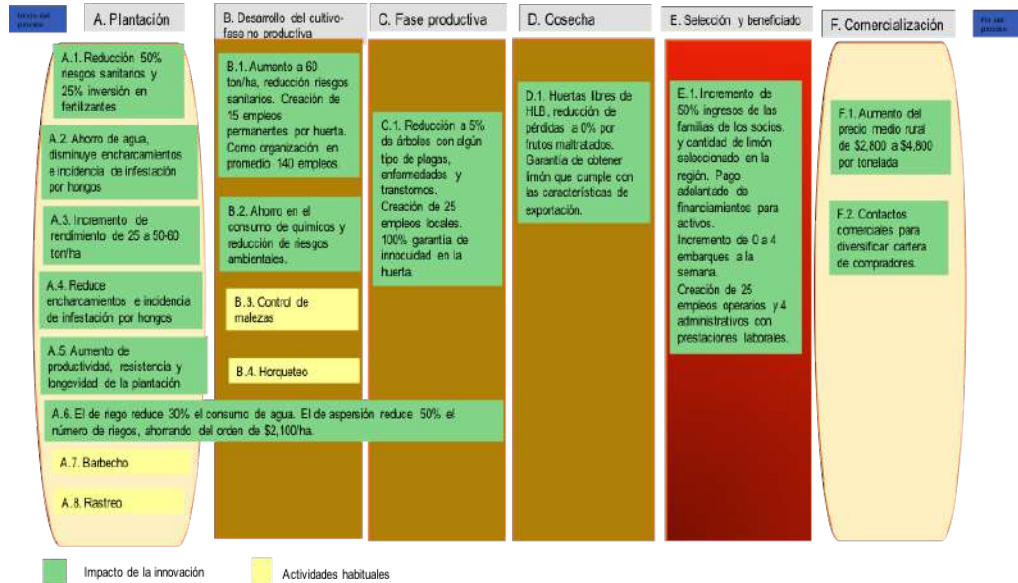 Inicio del
proceso
A. Plantación
B. Desarrollo del cultivo-
fase no productiva
C. Fase productiva
D. Cosecha
E. Selección y beneficiado
F. Comercialización
Fin del
proceso
A.1. Reducción 50%
riesgos sanitarios y
25% inversión en
fertilizantes
A.2. Ahorro de agua,
disminuye encharcamientos
e incidencia de infestación
por hongos
A.3. Incremento de
rendimiento de 25 a 50-60
ton/ha
A.4. Reduce
encharcamientos e incidencia
de infestación por hongos
A.5. Aumento de
productividad, resistencia y
longevidad de la plantación
A.6. El de riego reduce 30% el consumo de agua. El de aspersión reduce 50% el
número de riegos, ahorrando del orden de $2,100/ha.
A.7. Barbecho
A.8. Rastreo
B.1. Aumento a 60
ton/ha, reducción riesgos
sanitarios. Creación de
15 empleos
permanentes por huerta.
Como organización en
promedio 140 empleos.
B.2. Ahorro en el
consumo de químicos y
reducción de riesgos
ambientales.
B.3. Control de
malezas
B.4. Horqueteo
C.1. Reducción a 5%
de árboles con algún
tipo de plagas,
enfermedades y
transtornos.
Creación de 25
empleos locales.
100% garantía de
innocuidad en la
huerta.
D.1. Huertas libres de
HLB, reducción de
pérdidas a 0% por
frutos maltratados.
Garantía de obtener
limón que cumple con
las características de
exportación.
E.1. Incremento de
50% ingresos de las
familias de los socios.
y cantidad de limón
seleccionado en la
región. Pago
adelantado de
financiamientos para
activos.
Incremento de 0 a 4
embarques a la
semana.
Creación de 25
empleos operarios y 4
administrativos con
prestaciones laborales.
F.1. Aumento del
precio medio rural
de $2,800 a $4,800
por tonelada
F.2. Contactos
comerciales para
diversificar cartera
de compradores.
Impacto de la innovación
Actividades habituales